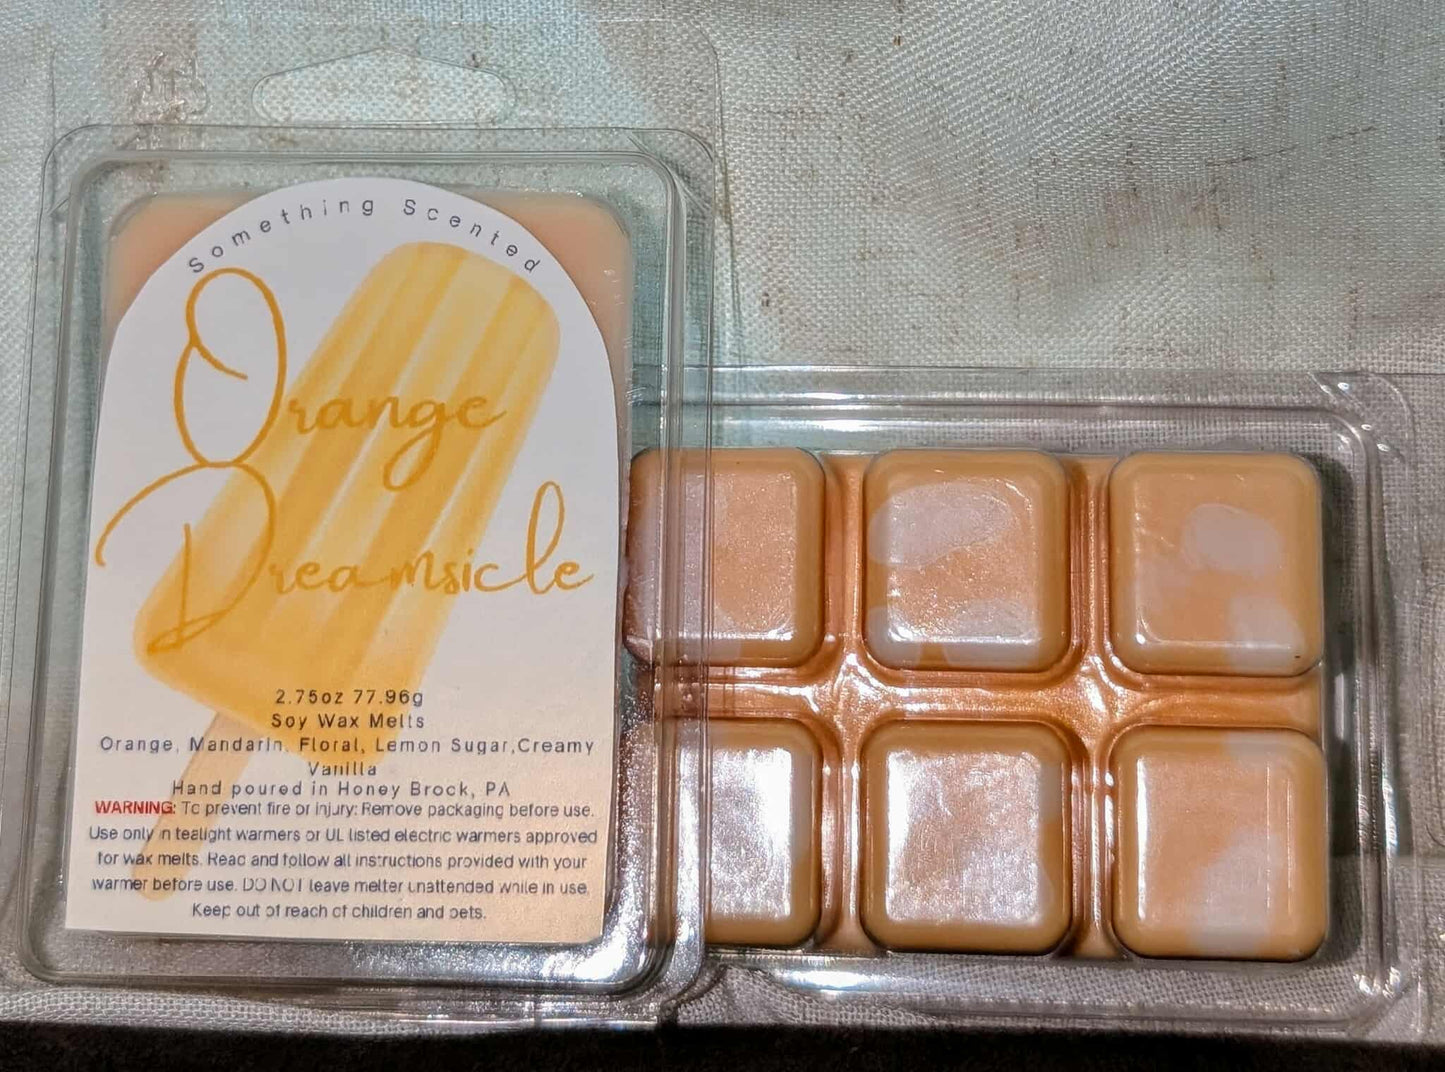 Something Scented
Orange
Dreamsicle
2.75oz 77.96g
Soy Wax Melts
Orange, Mandarin, Floral, Lemon Sugar,Creamy
Vanilla
Hand poured in Honey Brook, PA
WARNING: To prevent fire or injury: Remove packaging before use.
Use only in tealight warmers or UL listed electric warmers approved
for wax melts. Read and follow all instructions provided with your
warmer before use. DO NOT leave melter unattended while in use.
Keep out of reach of children and pets.